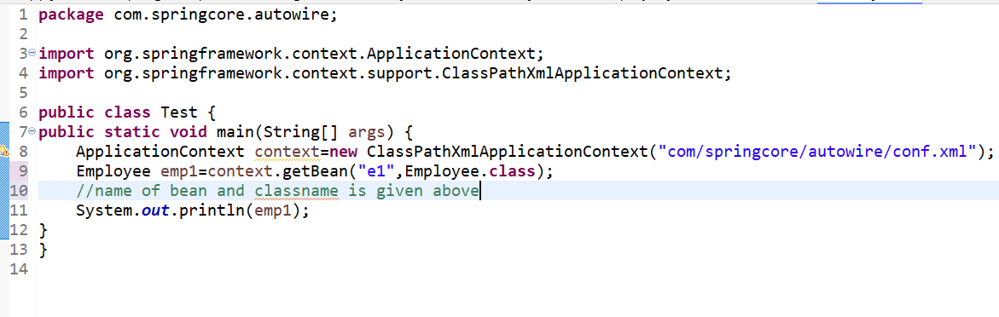 1 package com.springcore.autowire;
2
3 import org.springframework.context.ApplicationContext;
4 import org.springframework.context.support.ClassPathXmlApplicationContext;
5
6 public class Test {
7 public static void main(String[] args) {
8     ApplicationContext context=new ClassPathXmlApplicationContext("com/springcore/autowire/conf.xml");
9     Employee emp1=context.getBean("e1",Employee.class);
10     //name of bean and classname is given above
11     System.out.println(emp1);
12 }
13 }
14